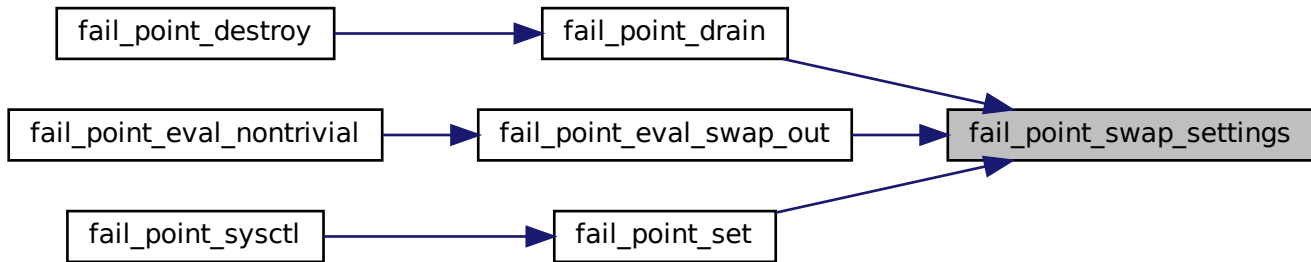 fail_point_destroy
fail_point_drain
fail_point_eval_nontrivial
fail_point_eval_swap_out
fail_point_swap_settings
fail_point_sysctl
fail_point_set